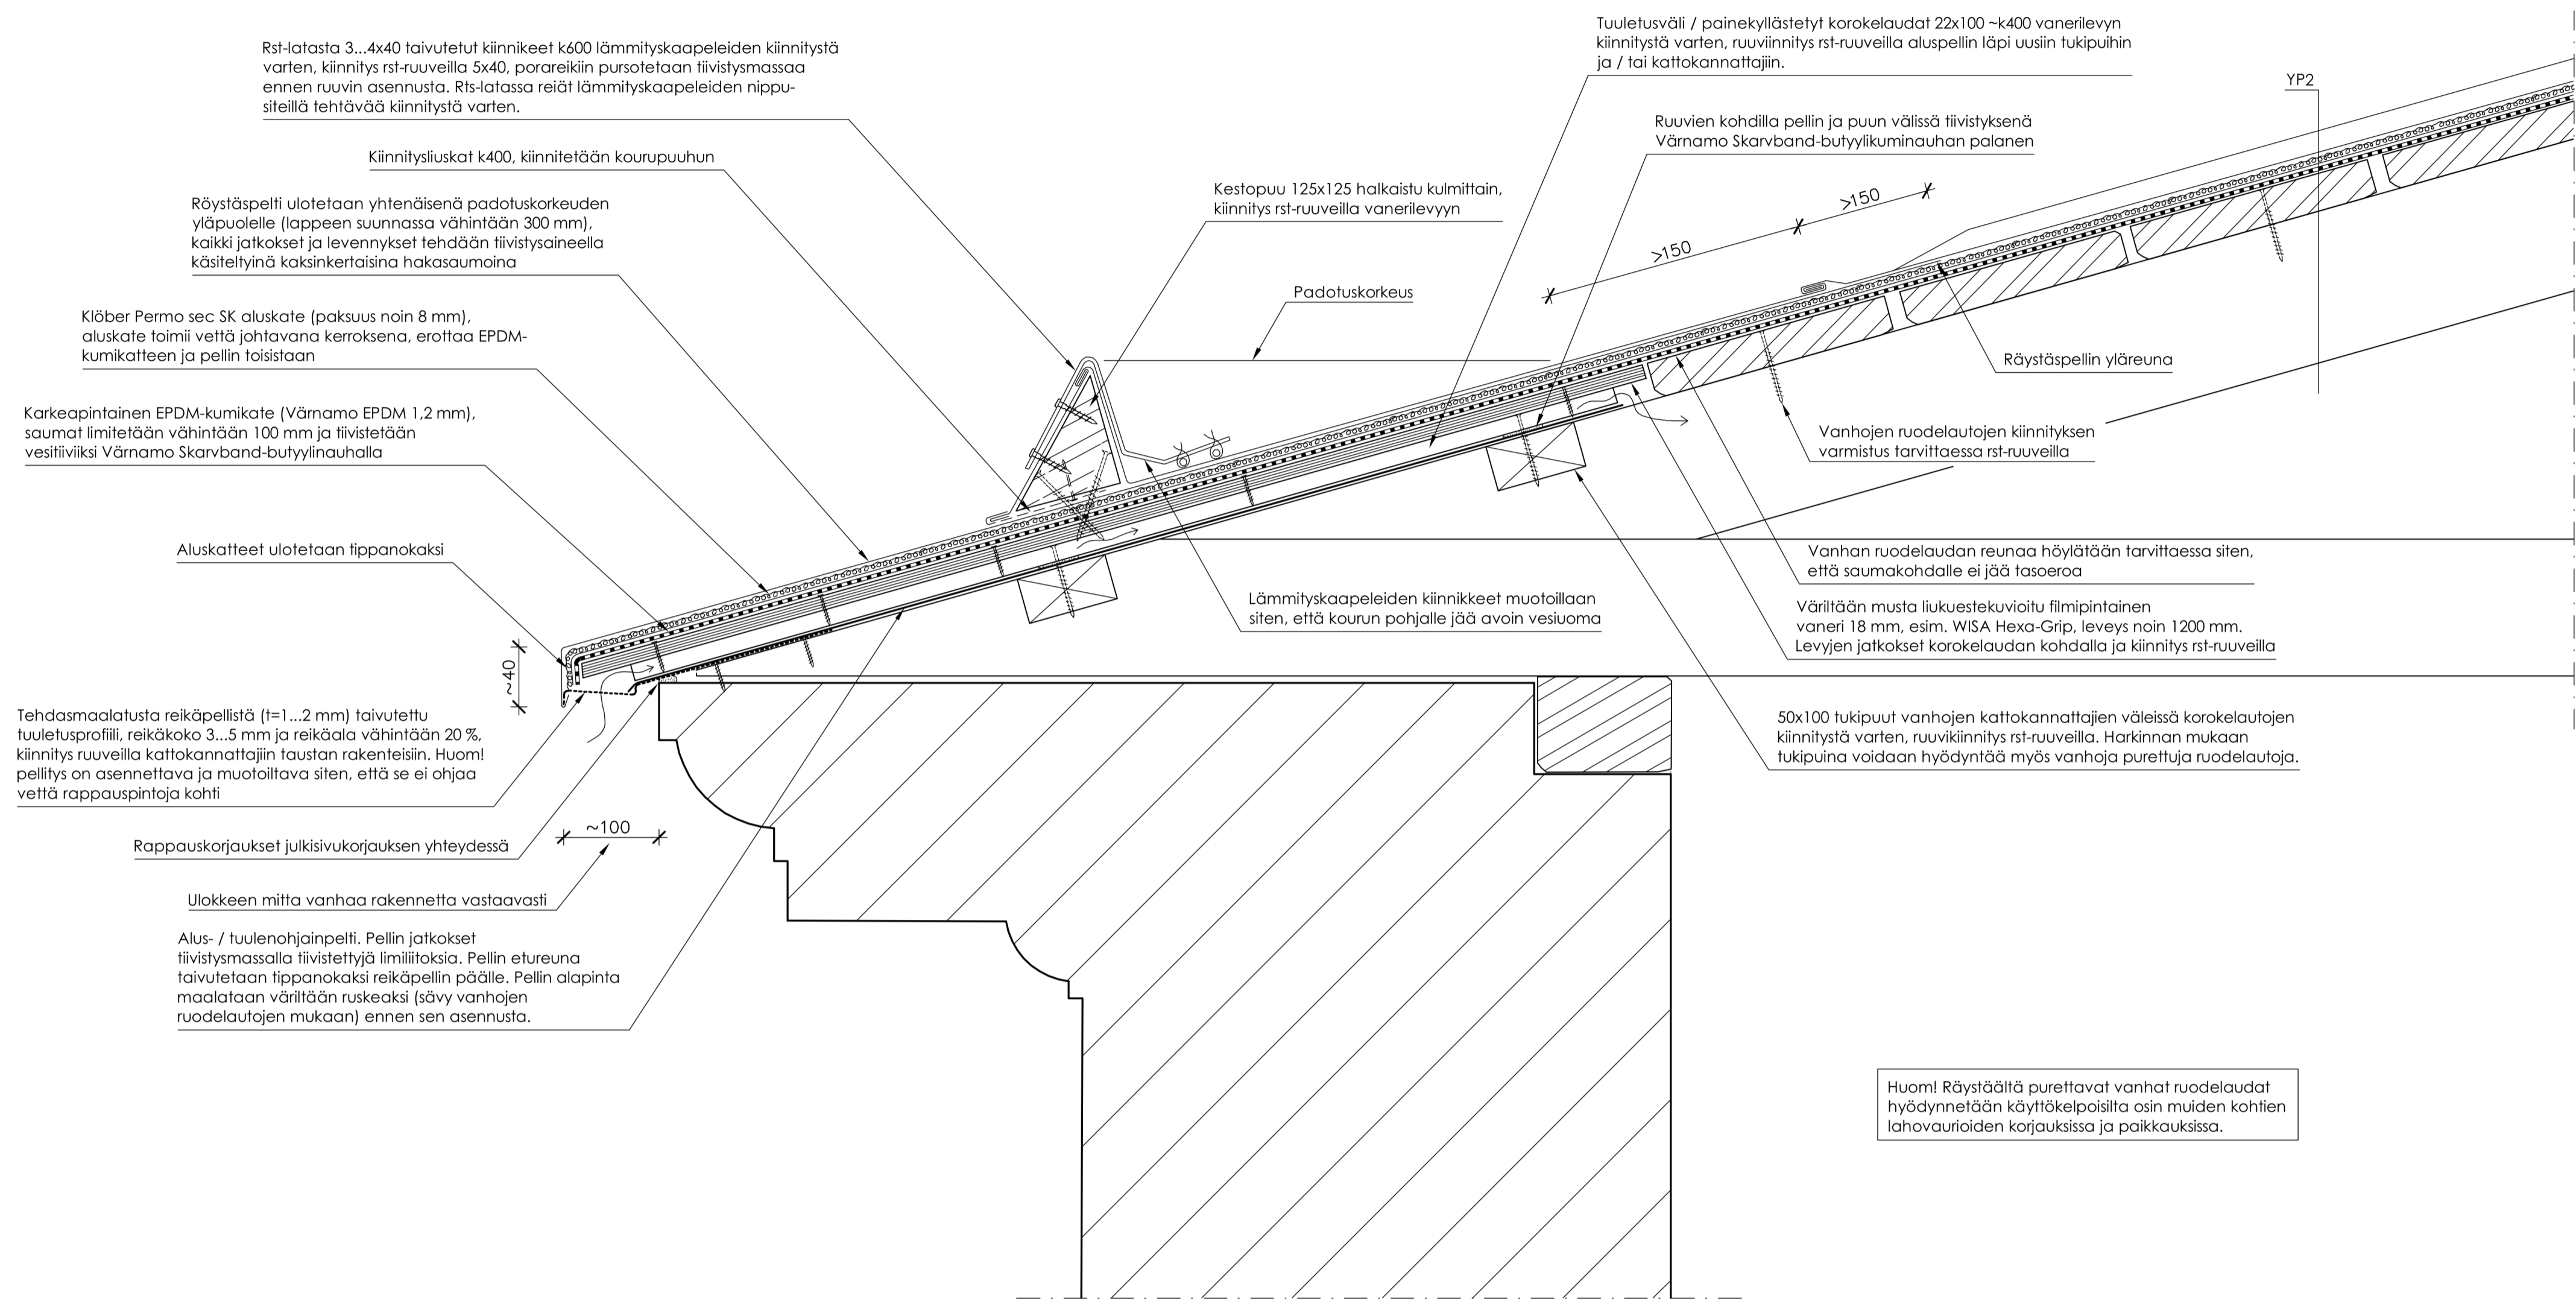 Rst-latasta 3...4x40 taivutetut kiinnikeet k600 lämmityskaapeleiden kiinnitystä
varten, kiinnitys rst-ruuveilla 5x40, porareikiin pursotetaan tiivistysmassaa
ennen ruuvin asennusta. Rts-latassa reiät lämmityskaapeleiden nippu-
siteillä tehtävää kiinnitystä varten.
Kiinnitysliuskat k400, kiinnitetään kourupuuhun
Röystäspelti ulotetaan yhtenäisenä padotuskorkeuden
yläpuolelle (lappeen suunnassa vähintään 300 mm),
kaikki jatkokset ja levennykset tehdään tiivistysaineella
käsiteltyinä kaksinkertaisina hakasaumoina
Klöber Permo sec SK aluskate (paksuus noin 8 mm),
aluskate toimii vettä johtavana kerroksena, erottaa EPDM-
kumikatteen ja pellin toisistaan
Karkeapintainen EPDM-kumikate (Värnamo EPDM 1,2 mm),
saumat limitetään vähintään 100 mm ja tiivistetään
vesitiiviiksi Värnamo Skarvband-butyylinauhalla
Aluskatteet ulotetaan tippanokaksi
~40
Tehdasmaalatusta reikäpellistä (t=1...2 mm) taivutettu
tuuletusprofiili, reikäkoko 3...5 mm ja reikäala vähintään 20 %,
kiinnitys ruuveilla kattokannattajiin taustan rakenteisiin. Huom!
pellitys on asennettava ja muotoiltava siten, että se ei ohjaa
vettä rappauspintoja kohti
~100
Rappauskorjaukset julkisivukorjauksen yhteydessä
Ulokkeen mitta vanhaa rakennetta vastaavasti
Alus- / tuulenohjainpelti. Pellin jatkokset
tiivistysmassalla tiivistettyjä limiliitoksia. Pellin etureuna
taivutetaan tippanokaksi reikäpellin päälle. Pellin alapinta
maalataan väriltään ruskeaksi (sävy vanhojen
ruodelautojen mukaan) ennen sen asennusta.
Kestopuu 125x125 halkaistu kulmittain,
kiinnitys rst-ruuveilla vanerilevyyn
Padotuskorkeus
Lämmityskaapeleiden kiinnikkeet muotoillaan
siten, että kourun pohjalle jää avoin vesiuoma
Tuuletusväli / painekyllästetyt korokelaudat 22x100 ~k400 vanerilevyn
kiinnitystä varten, ruuviinnitys rst-ruuveilla aluspellin läpi uusiin tukipuihin
ja / tai kattokannattajiin.
Ruuvien kohdilla pellin ja puun välissä tiivistyksenä
Värnamo Skarvband-butyylikuminauhan palanen
>150
>150
YP2
Räystäspellin yläreuna
Vanhojen ruodelautojen kiinnityksen
varmistus tarvittaessa rst-ruuveilla
Vanhan ruodelaudan reunaa höylätään tarvittaessa siten,
että saumakohdalle ei jää tasoeroa
Väriltään musta liukuestekuvioitu filmipintainen
vaneri 18 mm, esim. WISA Hexa-Grip, leveys noin 1200 mm.
Levyjen jatkokset korokelaudan kohdalla ja kiinnitys rst-ruuveilla
50x100 tukipuut vanhojen kattokannattajien väleissä korokelautojen
kiinnitystä varten, ruuvikiinnitys rst-ruuveilla. Harkinnan mukaan
tukipuina voidaan hyödyntää myös vanhoja purettuja ruodelautoja.
Huom! Räystäältä purettavat vanhat ruodelaudat
hyödynnetään käyttökelpoisilta osin muiden kohtien
lahovaurioiden korjauksissa ja paikkauksissa.